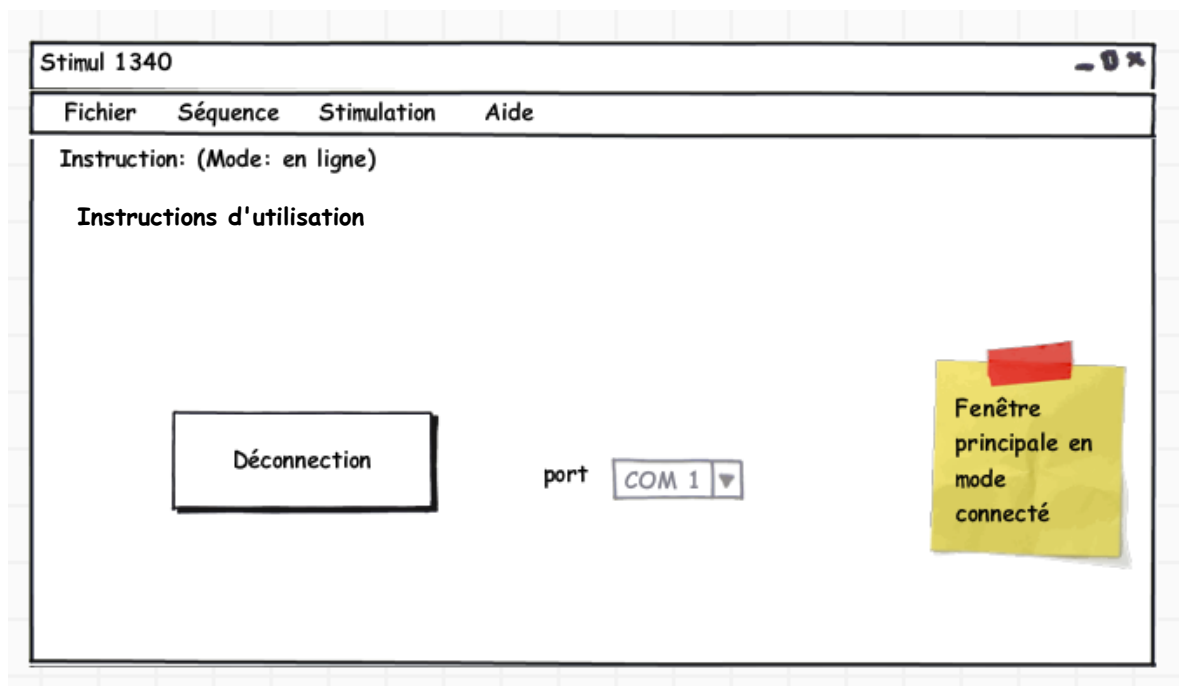 Stimul 1340
Fichier Séquence Stimulation Aide
Instruction: (Mode: en ligne)
Instructions d'utilisation
Déconnection
port COM 1
Fenêtre
principale en
mode
connecté